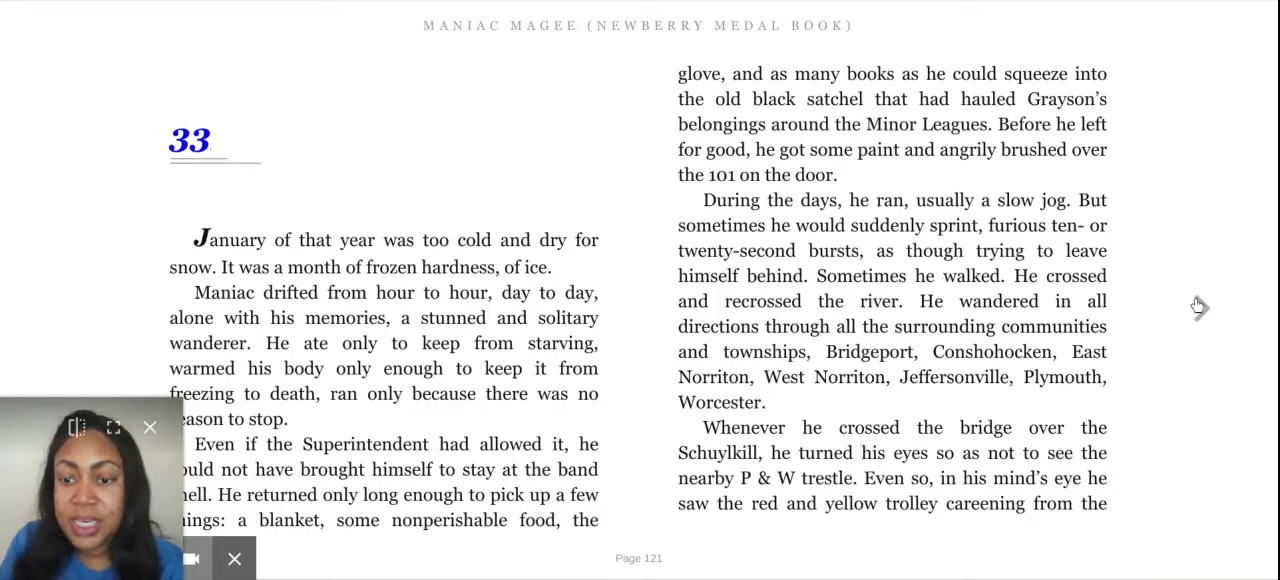 MANIAC MAGEE (NEWBERRY MEDAL BOOK)
33
January of that year was too cold and dry for
snow. It was a month of frozen hardness, of ice.
Maniac drifted from hour to hour, day to day,
alone with his memories, a stunned and solitary
wanderer. He ate only to keep from starving,
warmed his body only enough to keep it from
freezing to death, ran only because there was no
eason to stop.
Even if the Superintendent had allowed it, he
ould not have brought himself to stay at the band
hell. He returned only long enough to pick up a few
hings: a blanket, some nonperishable food, the
glove, and as many books as he could squeeze into
the old black satchel that had hauled Grayson's
belongings around the Minor Leagues. Before he left
for good, he got some paint and angrily brushed over
the 101 on the door.
During the days, he ran, usually a slow jog. But
sometimes he would suddenly sprint, furious ten- or
twenty-second bursts, as though trying to leave
himself behind. Sometimes he walked. He crossed
and recrossed the river. He wandered in all
directions through all the surrounding communities
and townships, Bridgeport, Conshohocken, East
Norriton, West Norriton, Jeffersonville, Plymouth,
Worcester.
Whenever he crossed the bridge over the
Schuylkill, he turned his eyes so as not to see the
nearby P & W trestle. Even so, in his mind's eye he
saw the red and yellow trolley careening from the
Page 121